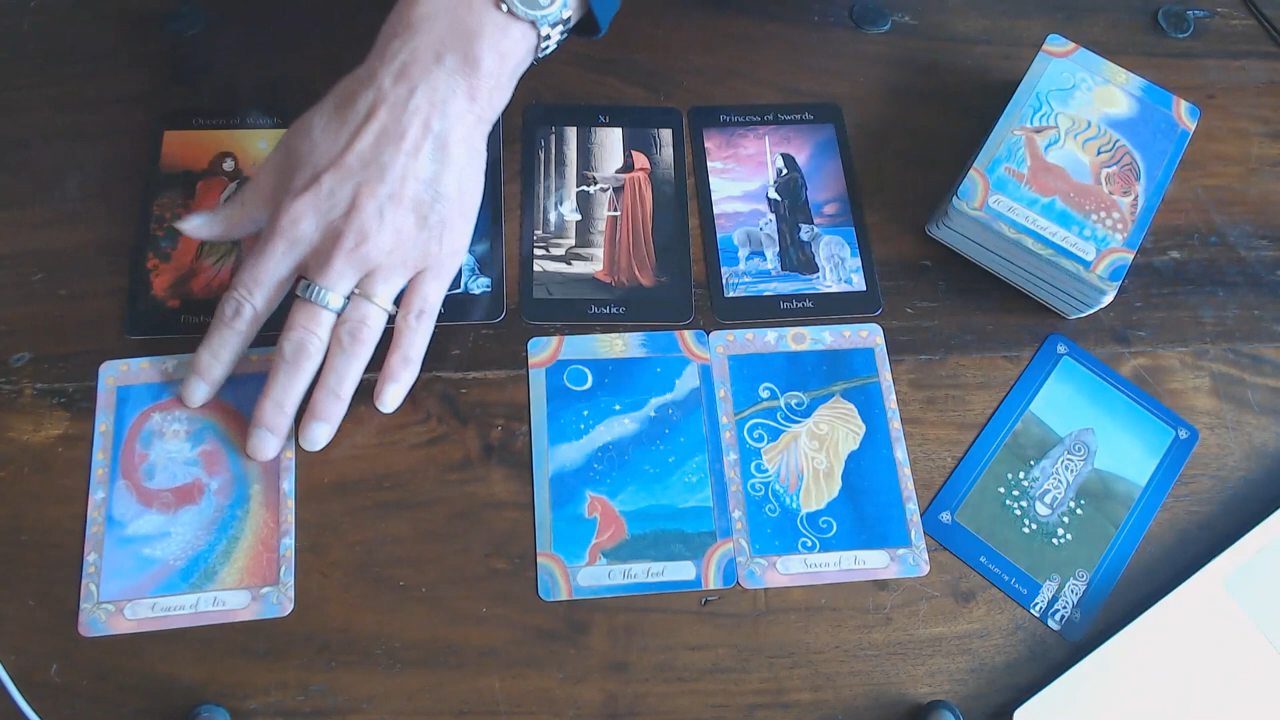 Queen of Wands
XI
Justice
Princess of Swords
Imbolc
IO The Wheel of Fortune
Queen of Air
0 The Fool
Seven of Air
Realm of Land